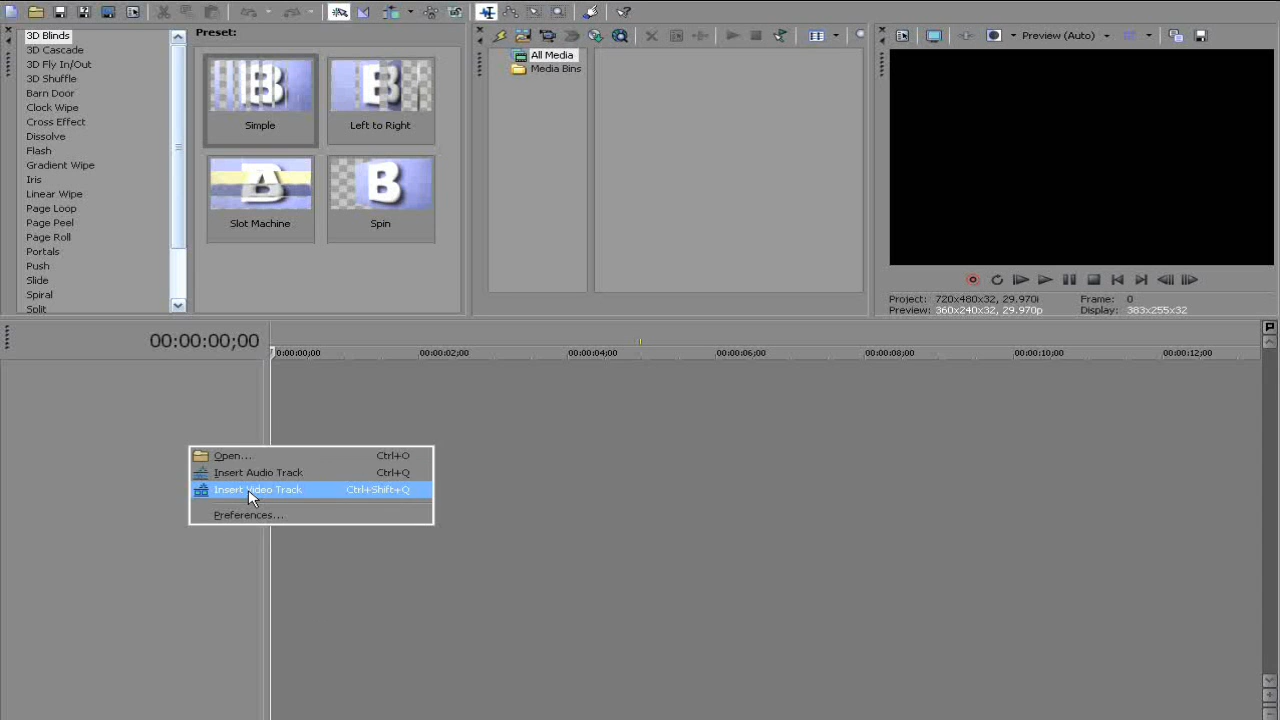 3D Blinds
3D Cascade
3D Fly In/Out
3D Shuffle
Barn Door
Clock Wipe
Cross Effect
Dissolve
Flash
Gradient Wipe
Iris
Linear Wipe
Page Loop
Page Peel
Page Roll
Portals
Push
Slide
Spiral
Split
Preset:
Simple
Left to Right
Slot Machine
Spin
All Media
Media Bins
Preview (Auto)
Project: 720x480x32, 29.970i
Frame: 0
Preview: 360x240x32, 29.970p
Display: 383x255x32
00:00:00;00
00:00:00;00
00:00:02;00
00:00:04;00
00:00:06;00
00:00:08;00
00:00:10;00
00:00:12;00
Open... Ctrl+O
Insert Audio Track Ctrl+Q
Insert Video Track Ctrl+Shift+Q
Preferences...